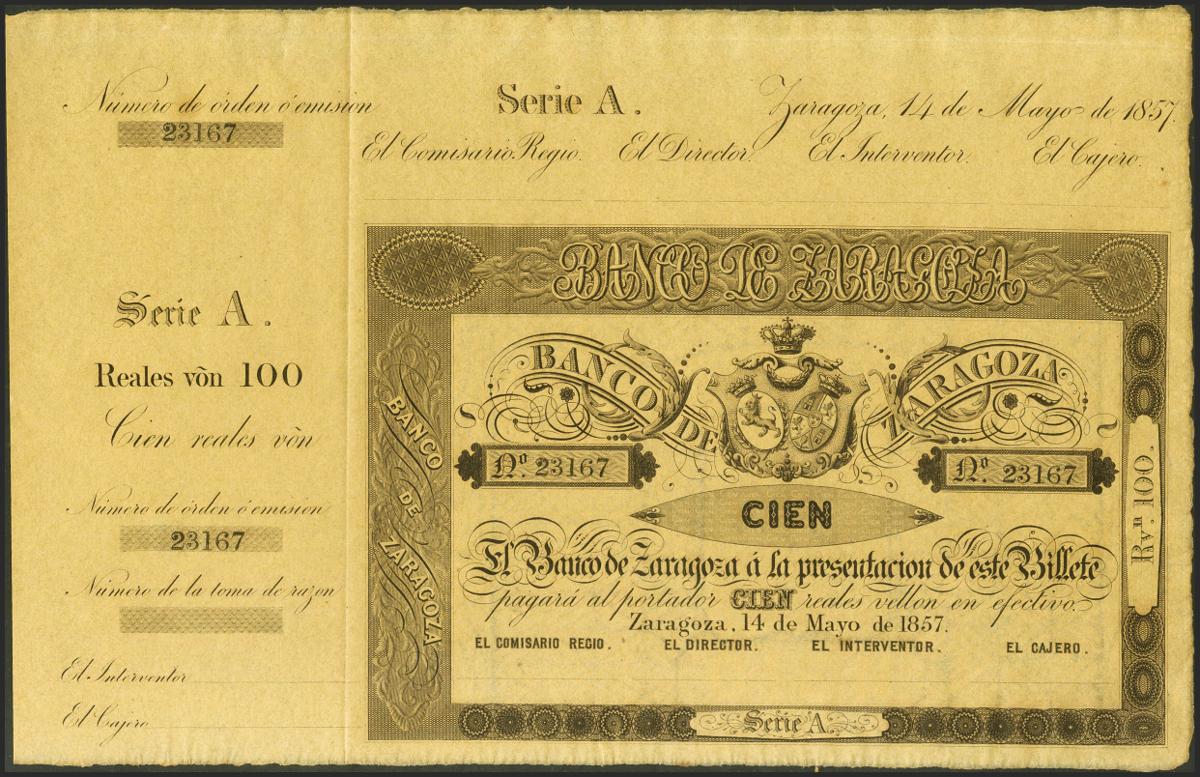 Número de órden ó emision
23167
Serie A.
Reales vòn 100
Cien reales vòn
Número de órden ó emision
23167
Número de la toma de razon
El Interventor
El Cajero
Serie A.
Zaragoza, 14 de Mayo de 1857.
El Comisario Regio. El Director. El Interventor. El Cajero.
BANCO DE ZARAGOZA
BANCO DE ZARAGOZA
BANCO DE ZARAGOZA
Nº. 23167
Nº. 23167
CIEN
El Banco de Zaragoza á la presentacion de este Billete
pagará al portador CIEN reales vellon en efectivo.
Zaragoza, 14 de Mayo de 1857.
EL COMISARIO REGIO. EL DIRECTOR. EL INTERVENTOR. EL CAJERO.
Rvn. 100.
Serie A.